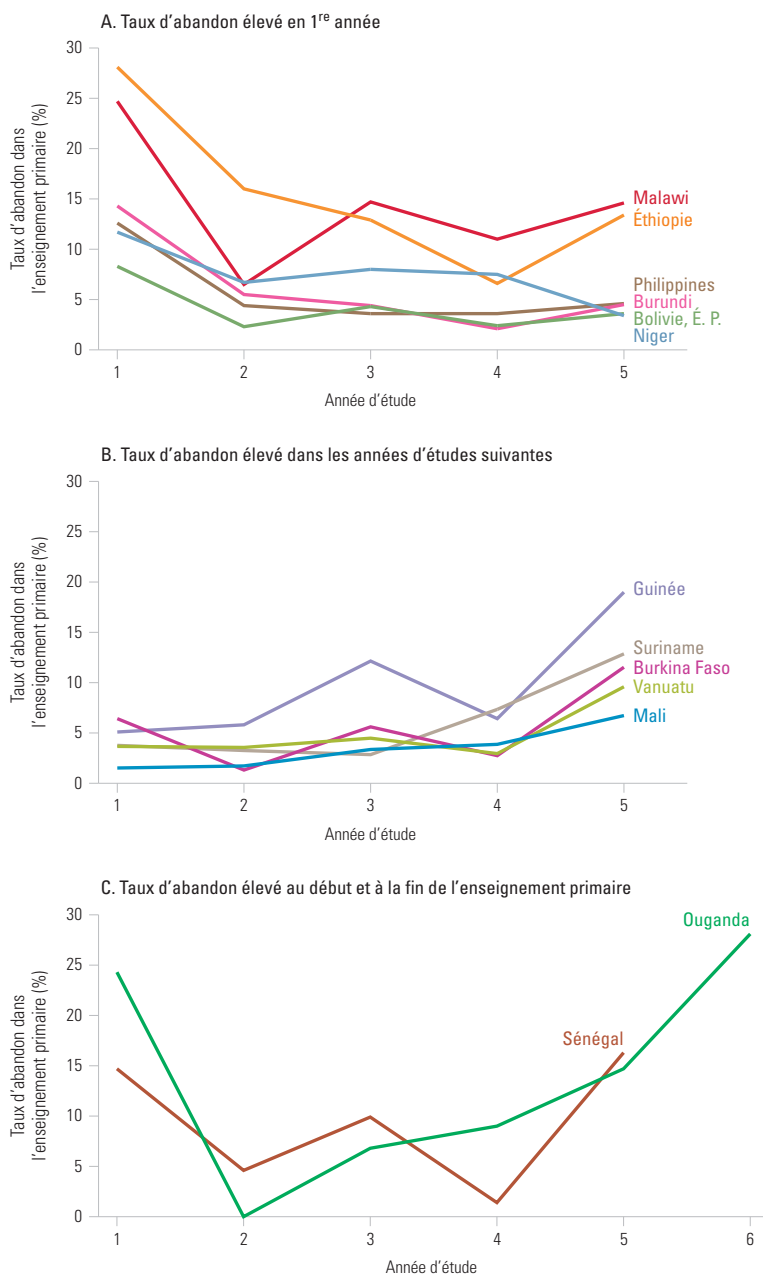 A. Taux d'abandon élevé en 1re année
30
25
20
15
10
5
0
Taux d'abandon dans
l'enseignement primaire (%)
Malawi
Éthiopie
Philippines
Burundi
Bolivie, É. P.
Niger
1 2 3 4 5
Année d'étude
B. Taux d'abandon élevé dans les années d'études suivantes
30
25
20
15
10
5
0
Taux d'abandon dans
l'enseignement primaire (%)
Guinée
Suriname
Burkina Faso
Vanuatu
Mali
1 2 3 4 5
Année d'étude
C. Taux d'abandon élevé au début et à la fin de l'enseignement primaire
30
25
20
15
10
5
0
Taux d'abandon dans
l'enseignement primaire (%)
Ouganda
Sénégal
1 2 3 4 5 6
Année d'étude